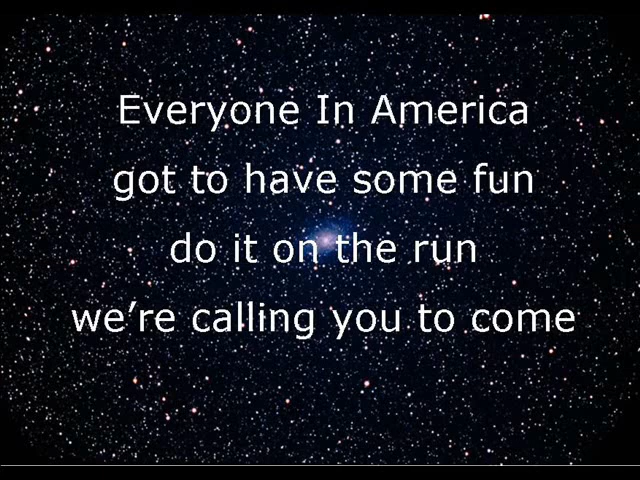 Everyone In America
got to have some fun
do it on the run
we’re calling you to come